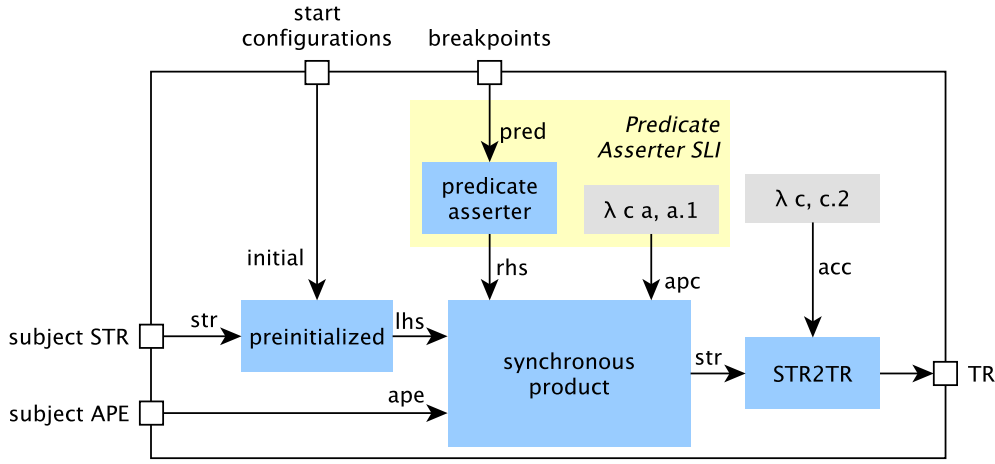 start
configurations
breakpoints
pred
Predicate
Asserter SLI
predicate
asserter
λ c a, a.1
λ c, c.2
initial
rhs
apc
acc
subject STR
str
preinitialized
lhs
synchronous
product
str
STR2TR
TR
subject APE
ape